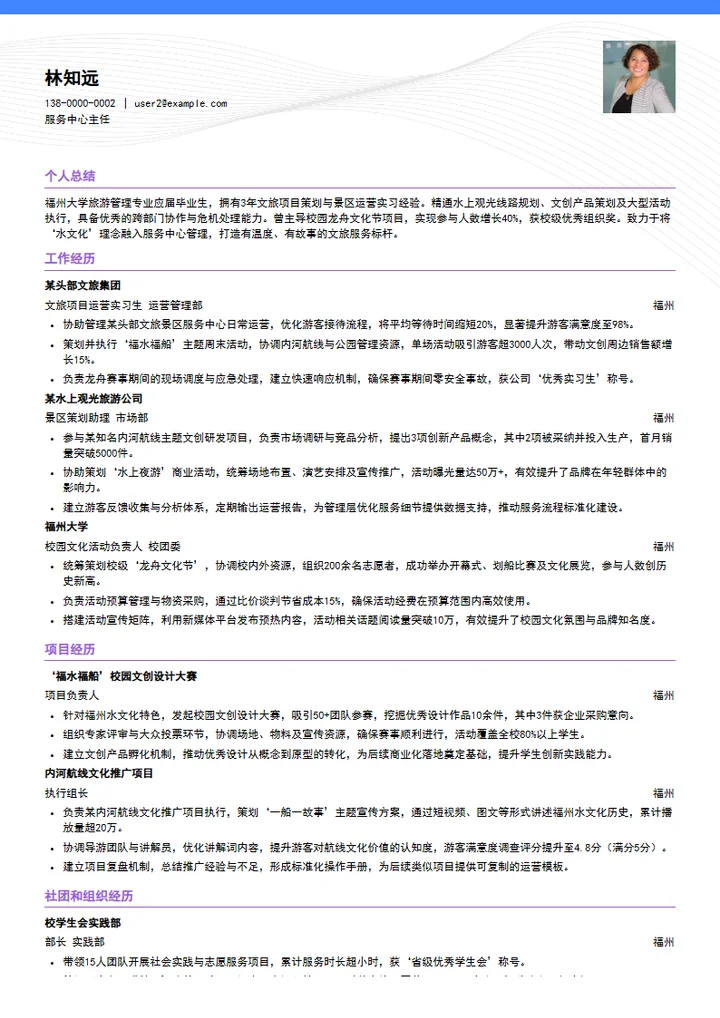 林知远
138-0000-0002 | user2@example.com
服务中心主任
个人总结
福州大学旅游管理专业应届毕业生，拥有3年文旅项目策划与景区运营实习经验。精通水上观光线路规划、文创产品策划及大型活动
执行，具备优秀的跨部门协作与危机处理能力。曾主导校园龙舟文化节项目，实现参与人数增长40%，获校级优秀组织奖。致力于将
‘水文化’理念融入服务中心管理，打造有温度、有故事的文旅服务标杆。
工作经历
某头部文旅集团
文旅项目运营实习生 运营管理部 福州
• 协助管理某头部文旅景区服务中心日常运营，优化游客接待流程，将平均等待时间缩短20%，显著提升游客满意度至98%。
• 策划并执行‘福水福船’主题周末活动，协调内河航线与公园管理资源，单场活动吸引游客超3000人次，带动文创周边销售额增
长15%。
• 负责龙舟赛事期间的现场调度与应急处理，建立快速响应机制，确保赛事期间零安全事故，获公司‘优秀实习生’称号。
某水上观光旅游公司
景区策划助理 市场部 福州
• 参与某知名内河航线主题文创研发项目，负责市场调研与竞品分析，提出3项创新产品概念，其中2项被采纳并投入生产，首月销
量突破5000件。
• 协助策划‘水上夜游’商业活动，统筹场地布置、演艺安排及宣传推广，活动曝光量达50万+，有效提升了品牌在年轻群体中的
影响力。
• 建立游客反馈收集与分析体系，定期输出运营报告，为管理层优化服务细节提供数据支持，推动服务流程标准化建设。
福州大学
校园文化活动负责人 校团委 福州
• 统筹策划校级‘龙舟文化节’，协调校内外资源，组织200余名志愿者，成功举办开幕式、划船比赛及文化展览，参与人数创历
史新高。
• 负责活动预算管理与物资采购，通过比价谈判节省成本15%，确保活动经费在预算范围内高效使用。
• 搭建活动宣传矩阵，利用新媒体平台发布预热内容，活动相关话题阅读量突破10万，有效提升了校园文化氛围与品牌知名度。
项目经历
‘福水福船’校园文创设计大赛
项目负责人 福州
• 针对福州水文化特色，发起校园文创设计大赛，吸引50+团队参赛，挖掘优秀设计作品10余件，其中3件获企业采购意向。
• 组织专家评审与大众投票环节，协调场地、物料及宣传资源，确保赛事顺利进行，活动覆盖全校80%以上学生。
• 建立文创产品孵化机制，推动优秀设计从概念到原型的转化，为后续商业化落地奠定基础，提升学生创新实践能力。
内河航线文化推广项目
执行组长 福州
• 负责某内河航线文化推广项目执行，策划‘一船一故事’主题宣传方案，通过短视频、图文等形式讲述福州水文化历史，累计播
放量超20万。
• 协调导游团队与讲解员，优化讲解词内容，提升游客对航线文化价值的认知度，游客满意度调查评分提升至4.8分（满分5分）。
• 建立项目复盘机制，总结推广经验与不足，形成标准化操作手册，为后续类似项目提供可复制的运营模板。
社团和组织经历
校学生会实践部
部长 实践部 福州
• 带领15人团队开展社会实践与志愿服务项目，累计服务时长超小时，获‘省级优秀学生会’称号。